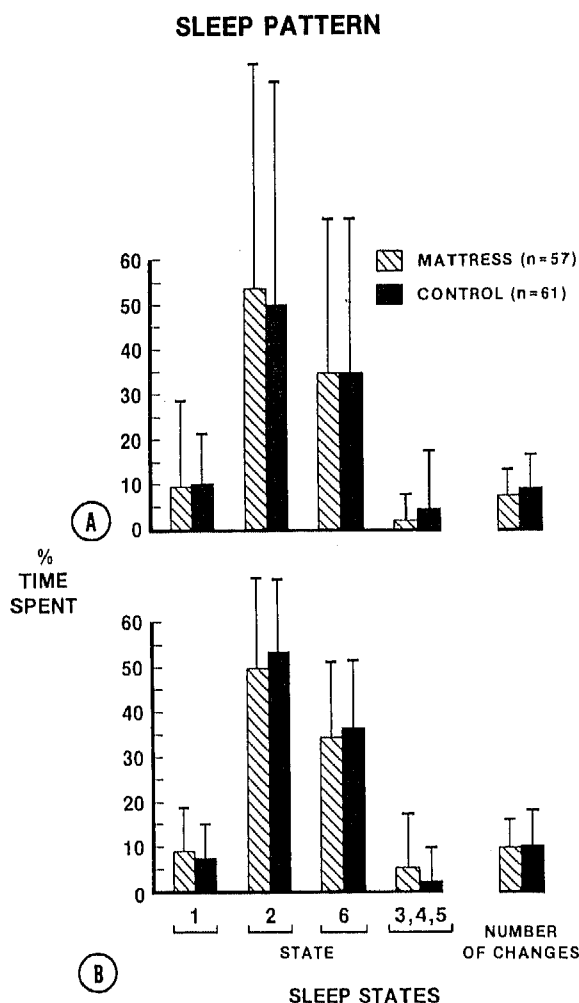 SLEEP PATTERN
60
50
40
30
20
10
0
MATTRESS (n=57)
CONTROL (n=61)
A
%
TIME
SPENT
60
50
40
30
20
10
0
1 2 6 3,4,5
STATE
NUMBER
OF CHANGES
B
SLEEP STATES